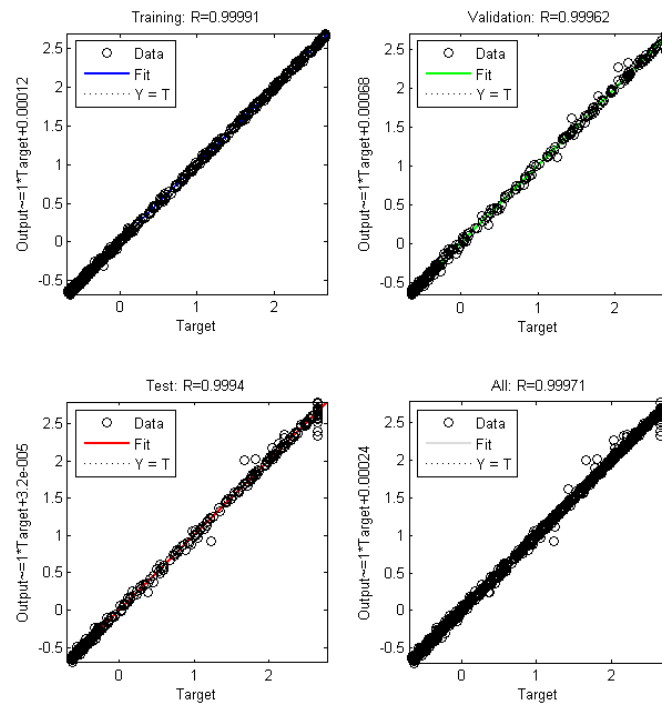 Training: R=0.99991
Output~=1*Target+0.00012
Data
Fit
Y = T
2.5
2
1.5
1
0.5
0
-0.5
0
1
2
Target
Validation: R=0.99962
Output~=1*Target+0.00068
Data
Fit
Y = T
2.5
2
1.5
1
0.5
0
-0.5
0
1
2
Target
Test: R=0.9994
Output~=1*Target+3.2e-005
Data
Fit
Y = T
2.5
2
1.5
1
0.5
0
-0.5
0
1
2
Target
All: R=0.99971
Output~=1*Target+0.00024
Data
Fit
Y = T
2.5
2
1.5
1
0.5
0
-0.5
0
1
2
Target